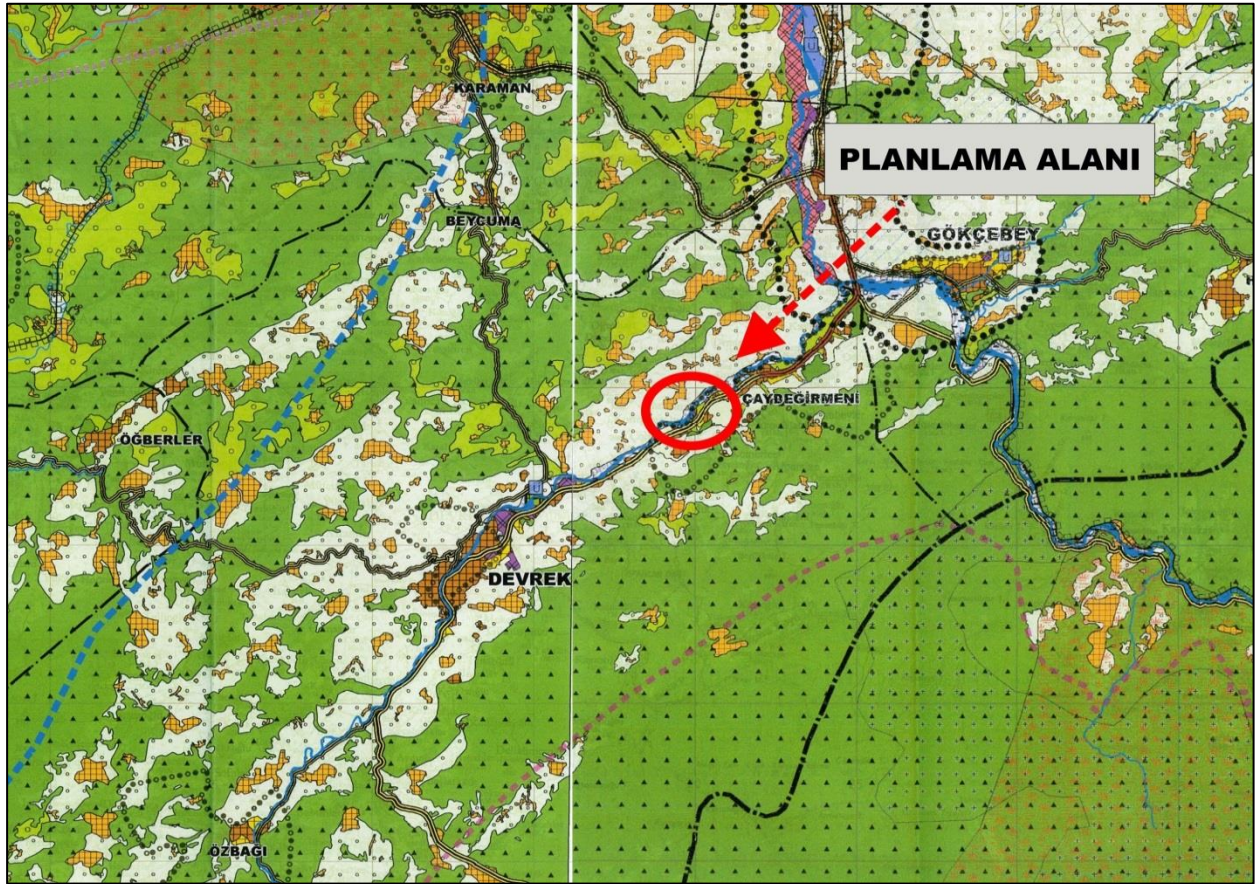 KARAMAN
PLANLAMA ALANI
BEYCUMA
GÖKÇEBEY
U
ÇAYDEĞİRMENİ
ÖĞBERLER
U
DEVREK
ÖZBAĞI